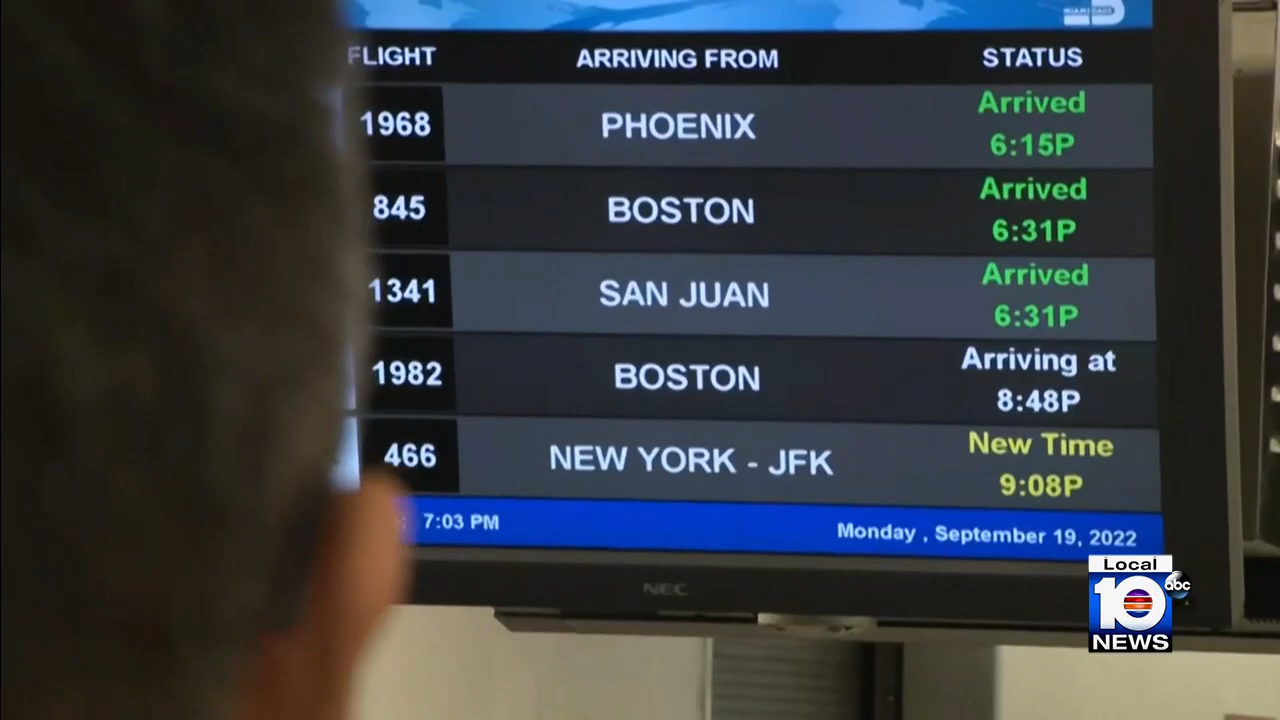 MIAMI-DADE
FLIGHT ARRIVING FROM STATUS
1968 PHOENIX Arrived 6:15P
845 BOSTON Arrived 6:31P
1341 SAN JUAN Arrived 6:31P
1982 BOSTON Arriving at 8:48P
466 NEW YORK - JFK New Time 9:08P
: 7:03 PM Monday , September 19, 2022
NEC
Local
10 abc
NEWS